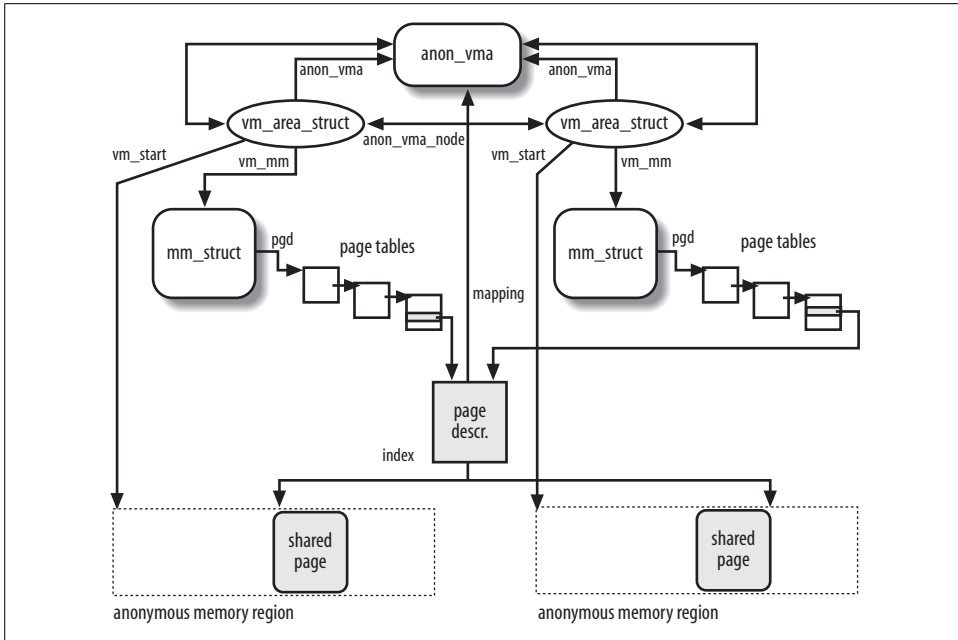 anon_vma
anon_vma
anon_vma
vm_area_struct
vm_area_struct
anon_vma_node
vm_start
vm_mm
vm_start
vm_mm
mm_struct
pgd
page tables
mm_struct
pgd
page tables
mapping
page
descr.
index
shared
page
shared
page
anonymous memory region
anonymous memory region